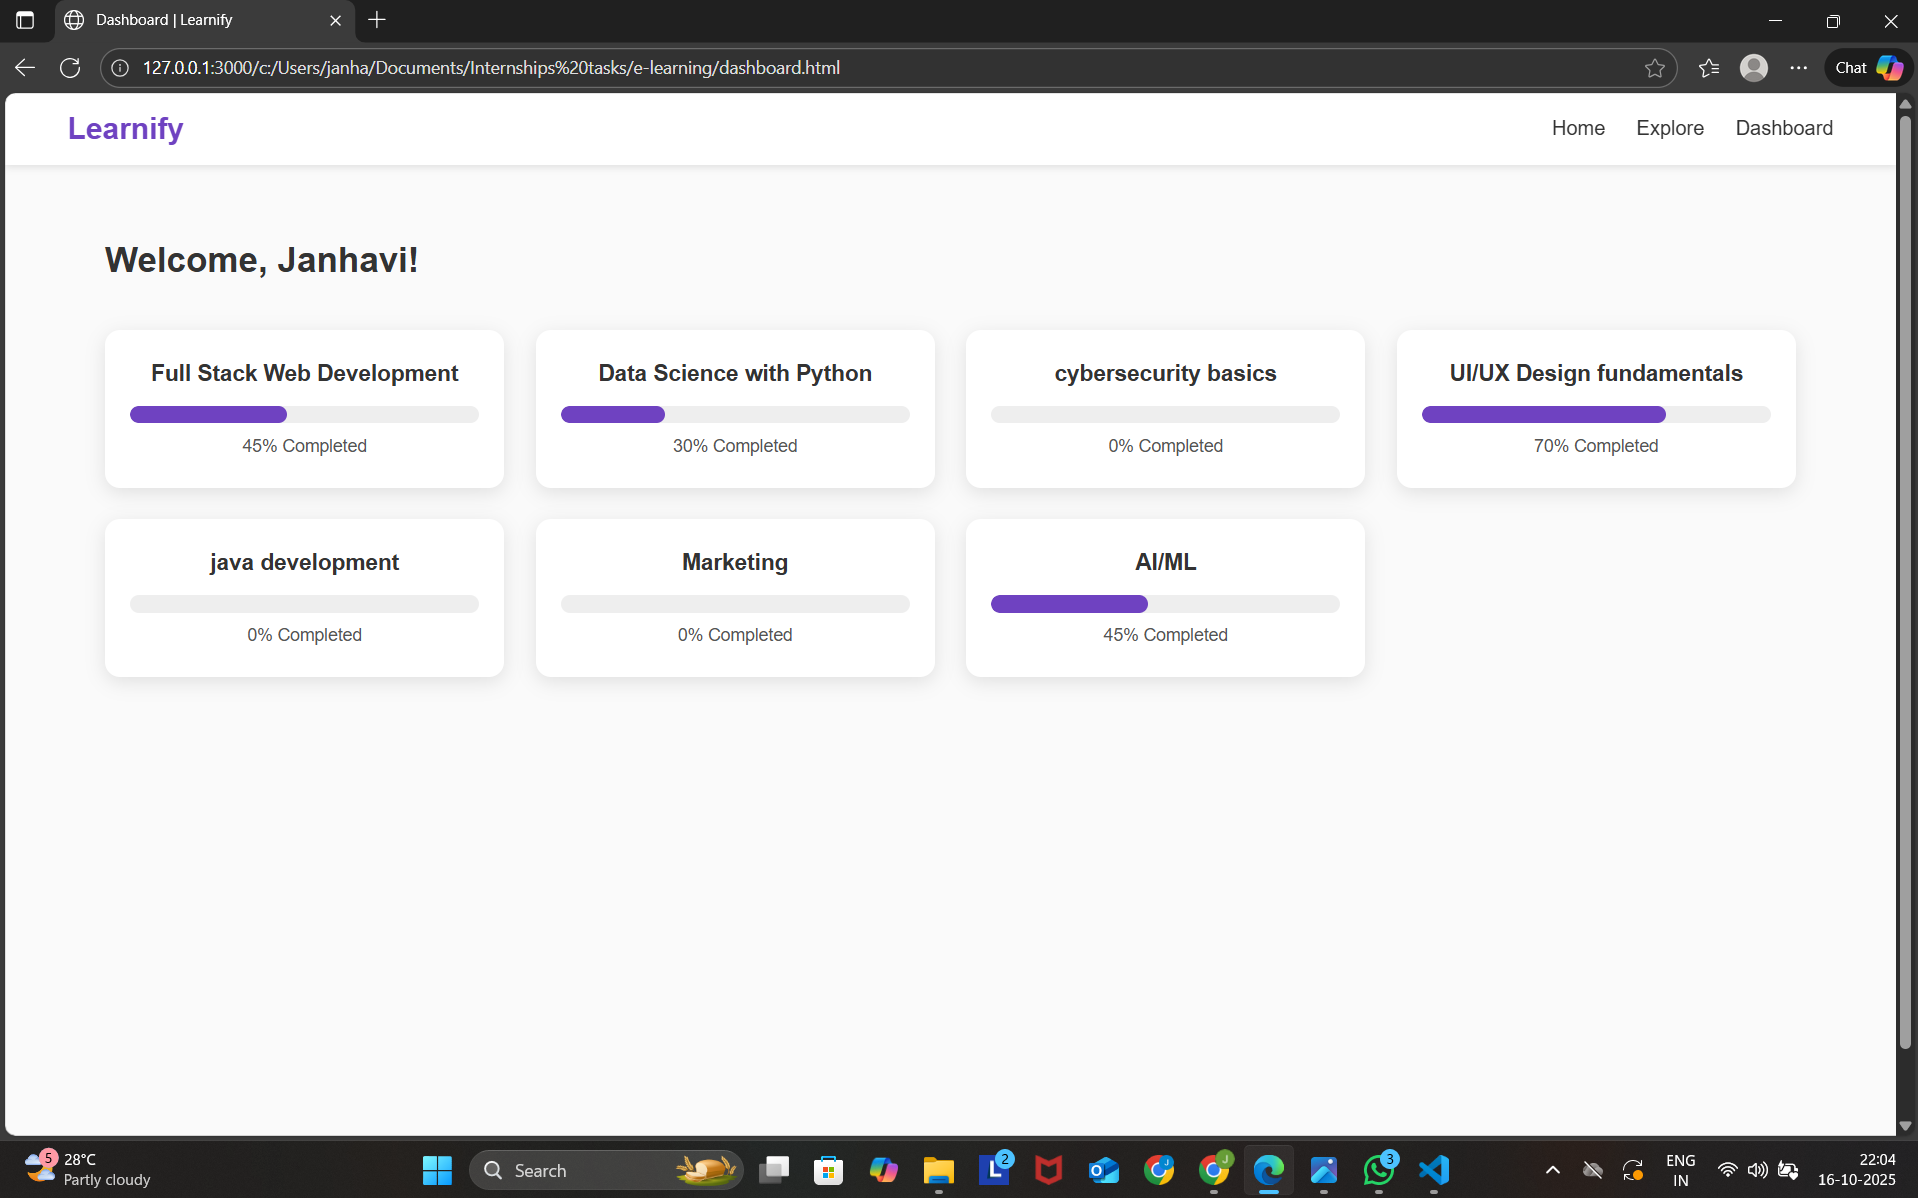 Dashboard | Learnify
127.0.0.1:3000/c:/Users/janha/Documents/Internships%20tasks/e-learning/dashboard.html
Chat
Learnify
Home Explore Dashboard
Welcome, Janhavi!
Full Stack Web Development
45% Completed
Data Science with Python
30% Completed
cybersecurity basics
0% Completed
UI/UX Design fundamentals
70% Completed
java development
0% Completed
Marketing
0% Completed
AI/ML
45% Completed
5
28°C
Partly cloudy
Search
L
2
J
J
3
ENG
IN
22:04
16-10-2025